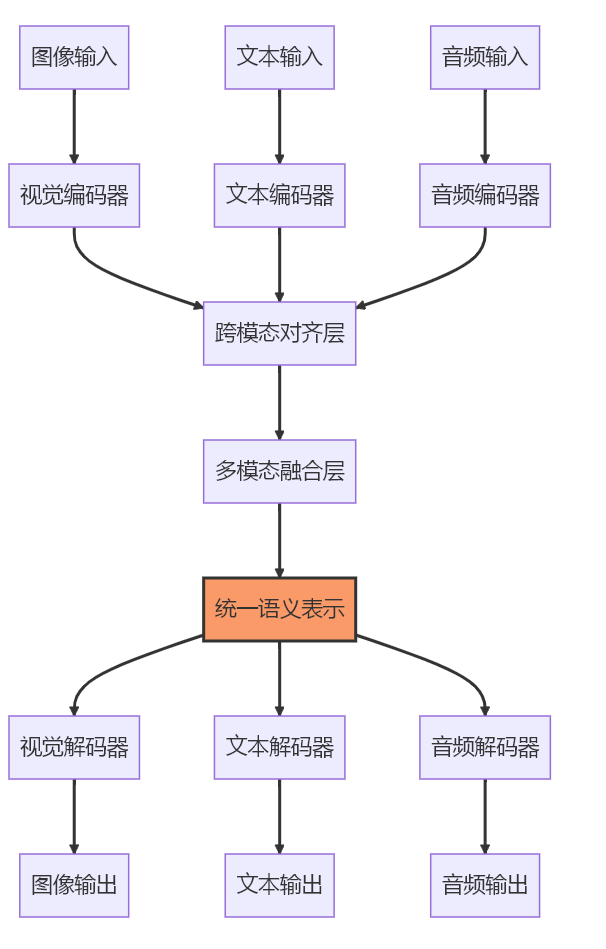 图像输入
文本输入
音频输入
视觉编码器
文本编码器
音频编码器
跨模态对齐层
多模态融合层
统一语义表示
视觉解码器
文本解码器
音频解码器
图像输出
文本输出
音频输出